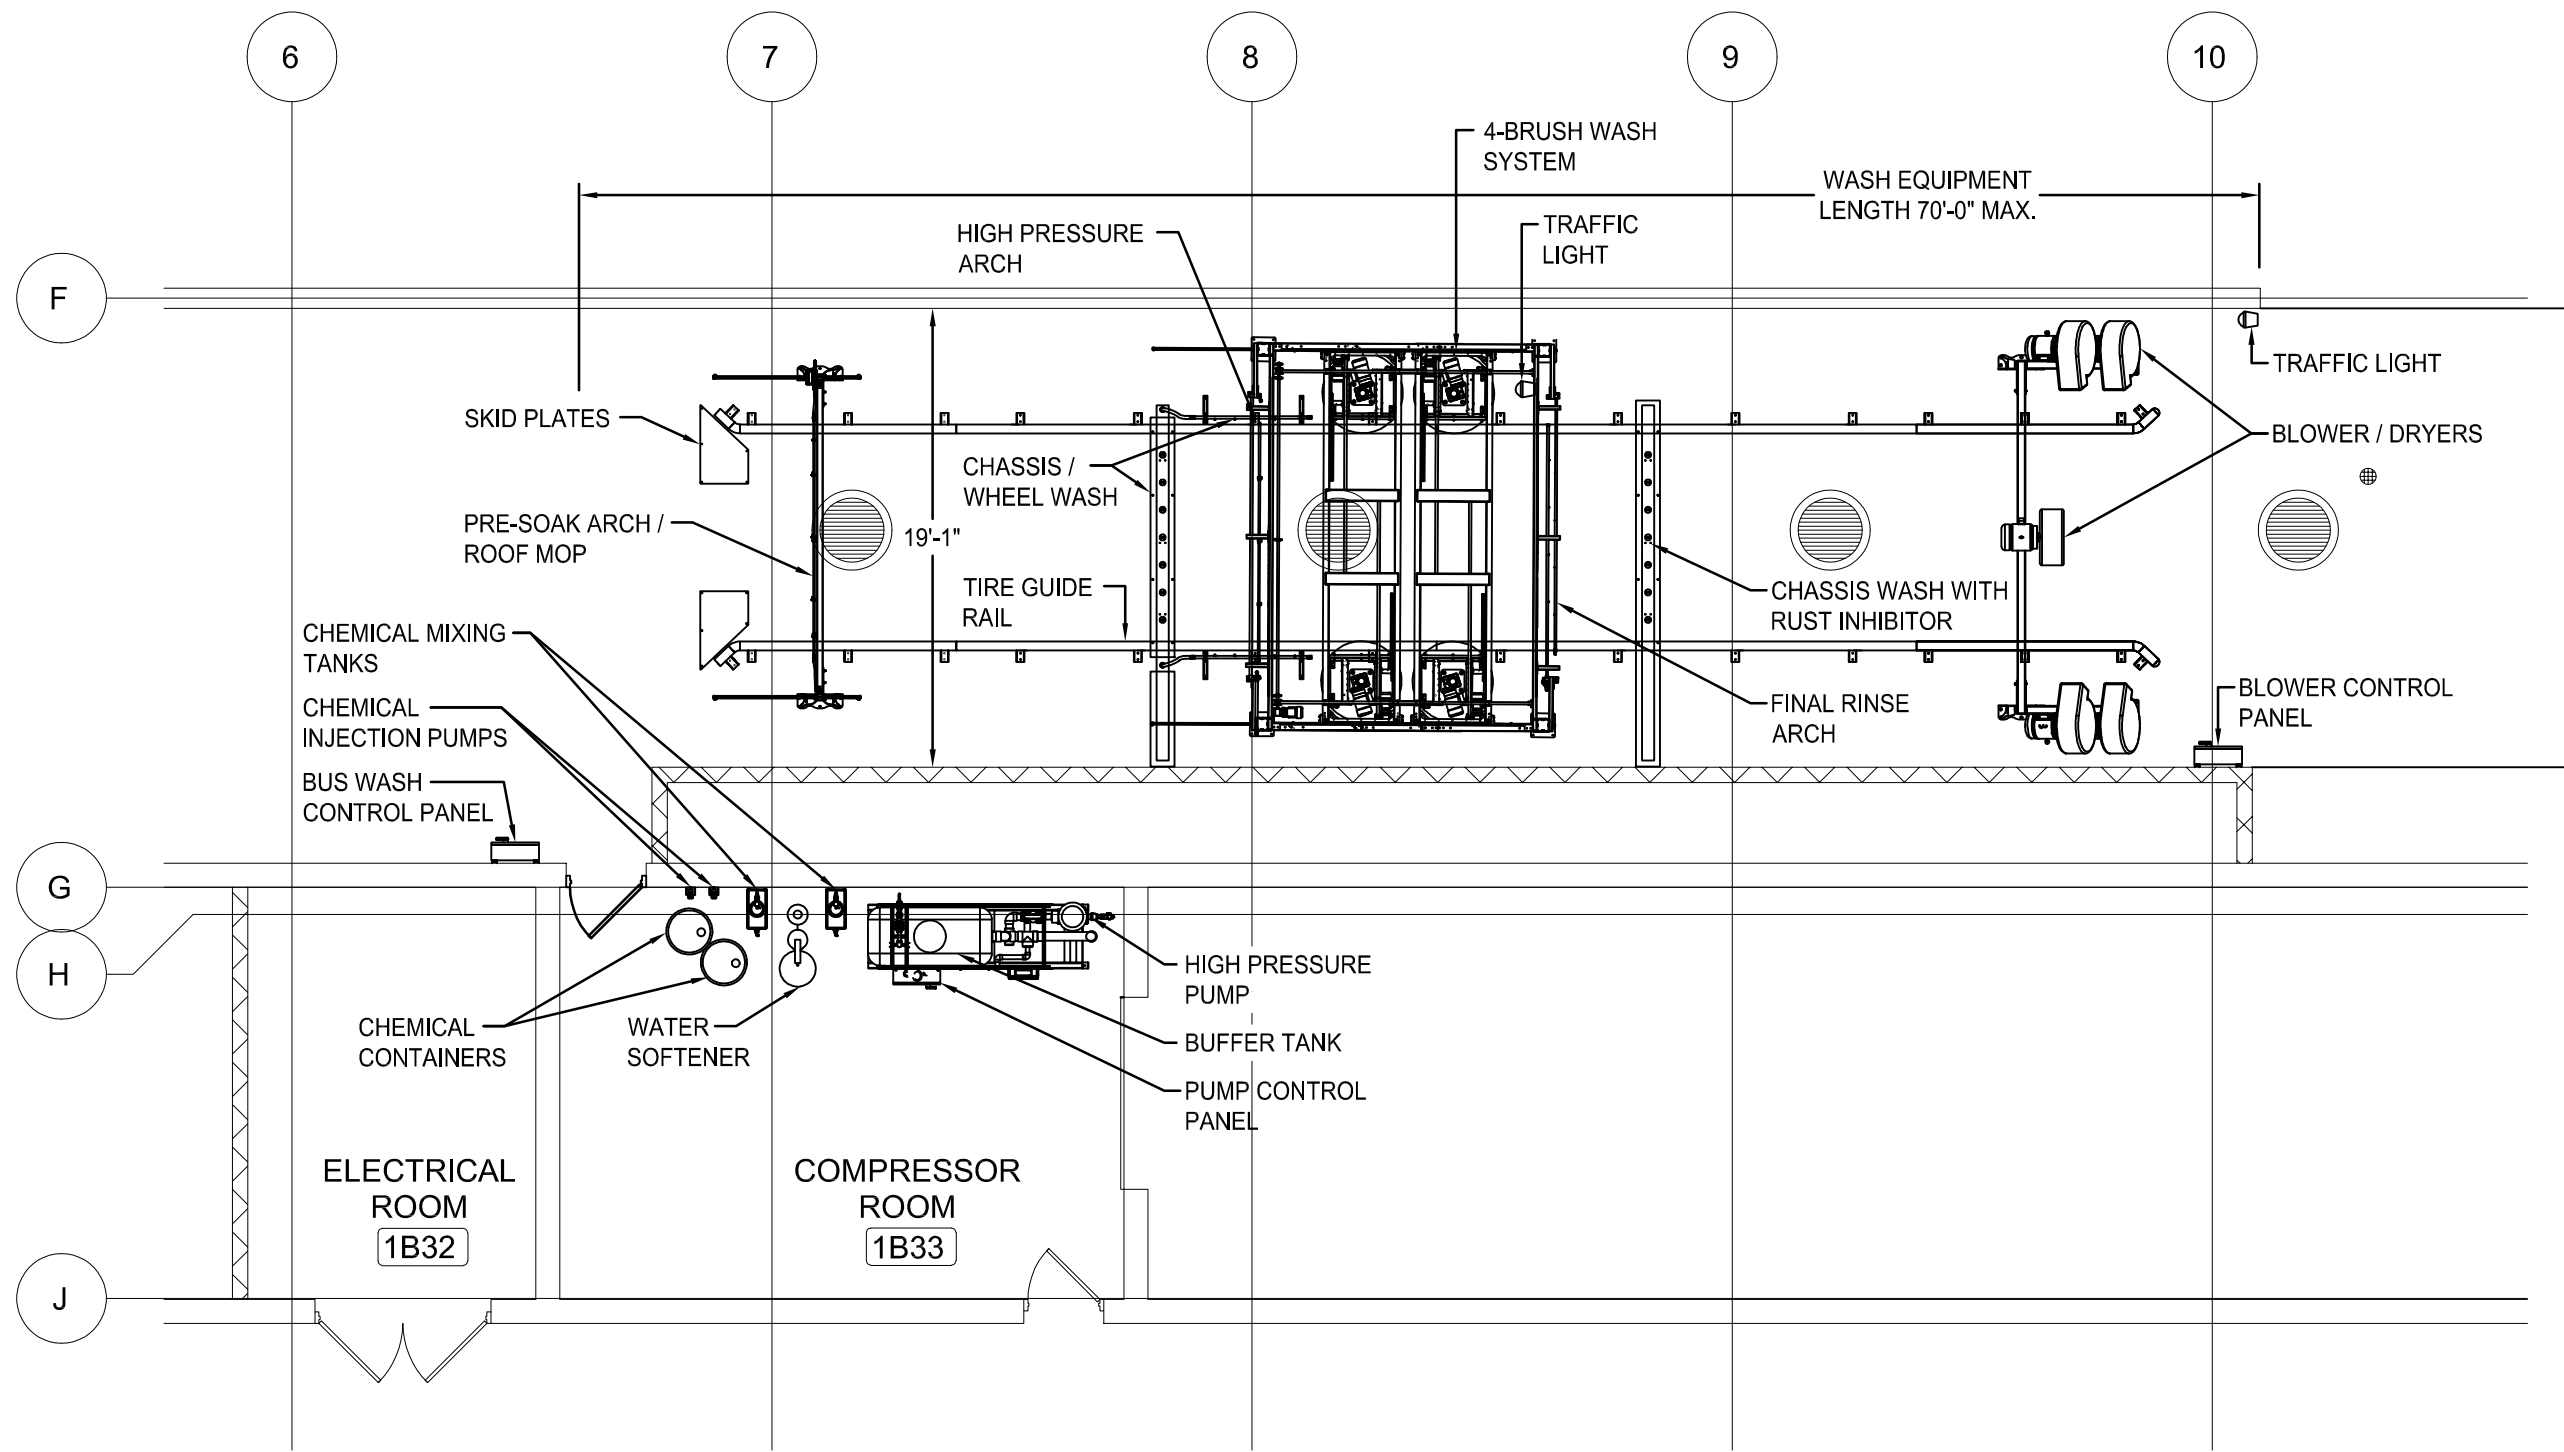 6
7
8
9
10
4-BRUSH WASH
SYSTEM
WASH EQUIPMENT
LENGTH 70'-0" MAX.
HIGH PRESSURE
ARCH
TRAFFIC
LIGHT
F
TRAFFIC LIGHT
SKID PLATES
BLOWER / DRYERS
CHASSIS /
WHEEL WASH
PRE-SOAK ARCH /
ROOF MOP
19'-1"
TIRE GUIDE
RAIL
CHASSIS WASH WITH
RUST INHIBITOR
CHEMICAL MIXING
TANKS
CHEMICAL
INJECTION PUMPS
FINAL RINSE
ARCH
BLOWER CONTROL
PANEL
BUS WASH
CONTROL PANEL
G
H
HIGH PRESSURE
PUMP
CHEMICAL
CONTAINERS
WATER
SOFTENER
BUFFER TANK
PUMP CONTROL
PANEL
ELECTRICAL
ROOM
1B32
COMPRESSOR
ROOM
1B33
J